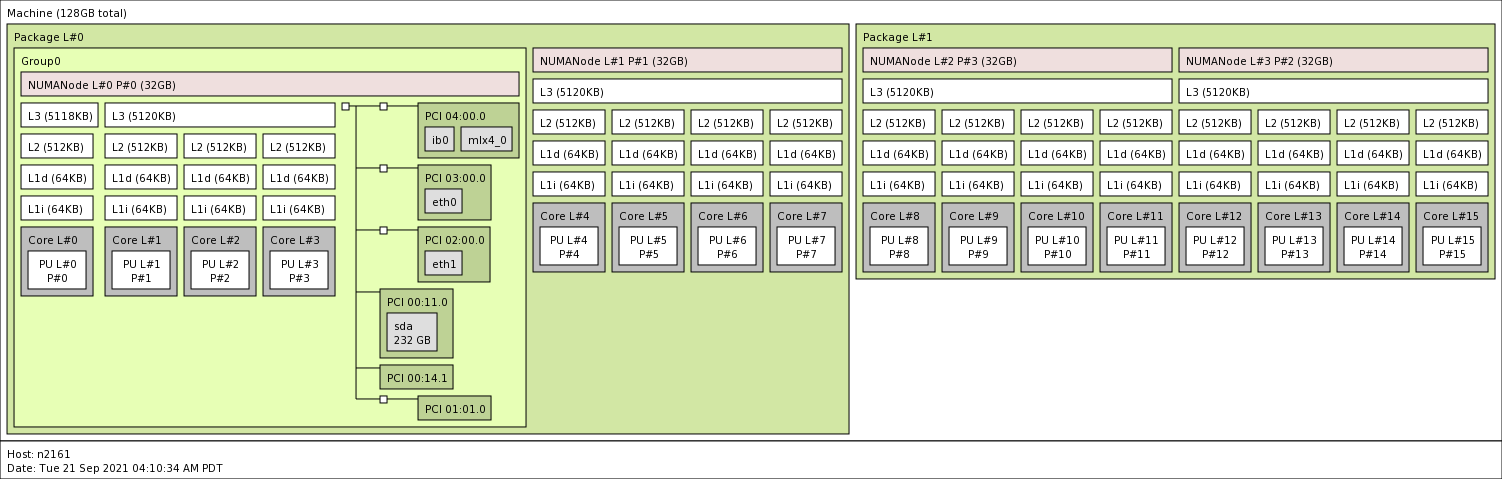 Machine (128GB total)
Package L#0
Group0
NUMANode L#0 P#0 (32GB)
L3 (5118KB)
L3 (5120KB)
L2 (512KB)
L2 (512KB)
L2 (512KB)
L2 (512KB)
L1d (64KB)
L1d (64KB)
L1d (64KB)
L1d (64KB)
L1i (64KB)
L1i (64KB)
L1i (64KB)
L1i (64KB)
Core L#0
PU L#0
P#0
Core L#1
PU L#1
P#1
Core L#2
PU L#2
P#2
Core L#3
PU L#3
P#3
PCI 04:00.0
ib0
mlx4_0
PCI 03:00.0
eth0
PCI 02:00.0
eth1
PCI 00:11.0
sda
232 GB
PCI 00:14.1
PCI 01:01.0
NUMANode L#1 P#1 (32GB)
L3 (5120KB)
L2 (512KB)
L2 (512KB)
L2 (512KB)
L2 (512KB)
L1d (64KB)
L1d (64KB)
L1d (64KB)
L1d (64KB)
L1i (64KB)
L1i (64KB)
L1i (64KB)
L1i (64KB)
Core L#4
PU L#4
P#4
Core L#5
PU L#5
P#5
Core L#6
PU L#6
P#6
Core L#7
PU L#7
P#7
Package L#1
NUMANode L#2 P#3 (32GB)
L3 (5120KB)
L2 (512KB)
L2 (512KB)
L2 (512KB)
L2 (512KB)
L1d (64KB)
L1d (64KB)
L1d (64KB)
L1d (64KB)
L1i (64KB)
L1i (64KB)
L1i (64KB)
L1i (64KB)
Core L#8
PU L#8
P#8
Core L#9
PU L#9
P#9
Core L#10
PU L#10
P#10
Core L#11
PU L#11
P#11
NUMANode L#3 P#2 (32GB)
L3 (5120KB)
L2 (512KB)
L2 (512KB)
L2 (512KB)
L2 (512KB)
L1d (64KB)
L1d (64KB)
L1d (64KB)
L1d (64KB)
L1i (64KB)
L1i (64KB)
L1i (64KB)
L1i (64KB)
Core L#12
PU L#12
P#12
Core L#13
PU L#13
P#13
Core L#14
PU L#14
P#14
Core L#15
PU L#15
P#15
Host: n2161
Date: Tue 21 Sep 2021 04:10:34 AM PDT